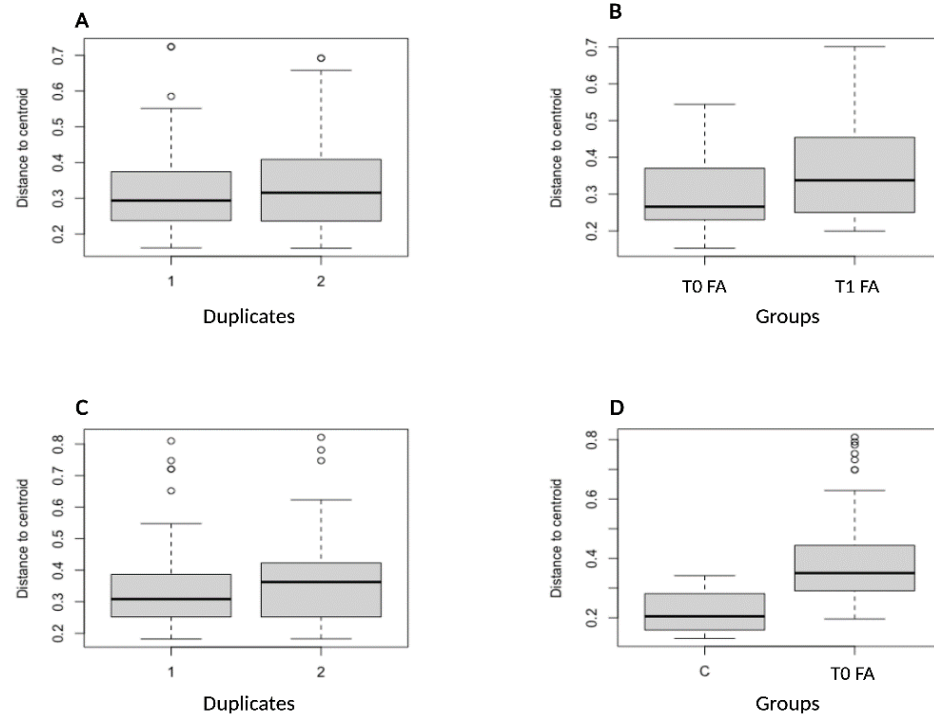 A
Distance to centroid
0.7
0.6
0.5
0.4
0.3
0.2
1
2
Duplicates
B
Distance to centroid
0.7
0.6
0.5
0.4
0.3
0.2
T0 FA
T1 FA
Groups
C
Distance to centroid
0.8
0.7
0.6
0.5
0.4
0.3
0.2
1
2
Duplicates
D
Distance to centroid
0.8
0.6
0.4
0.2
C
T0 FA
Groups